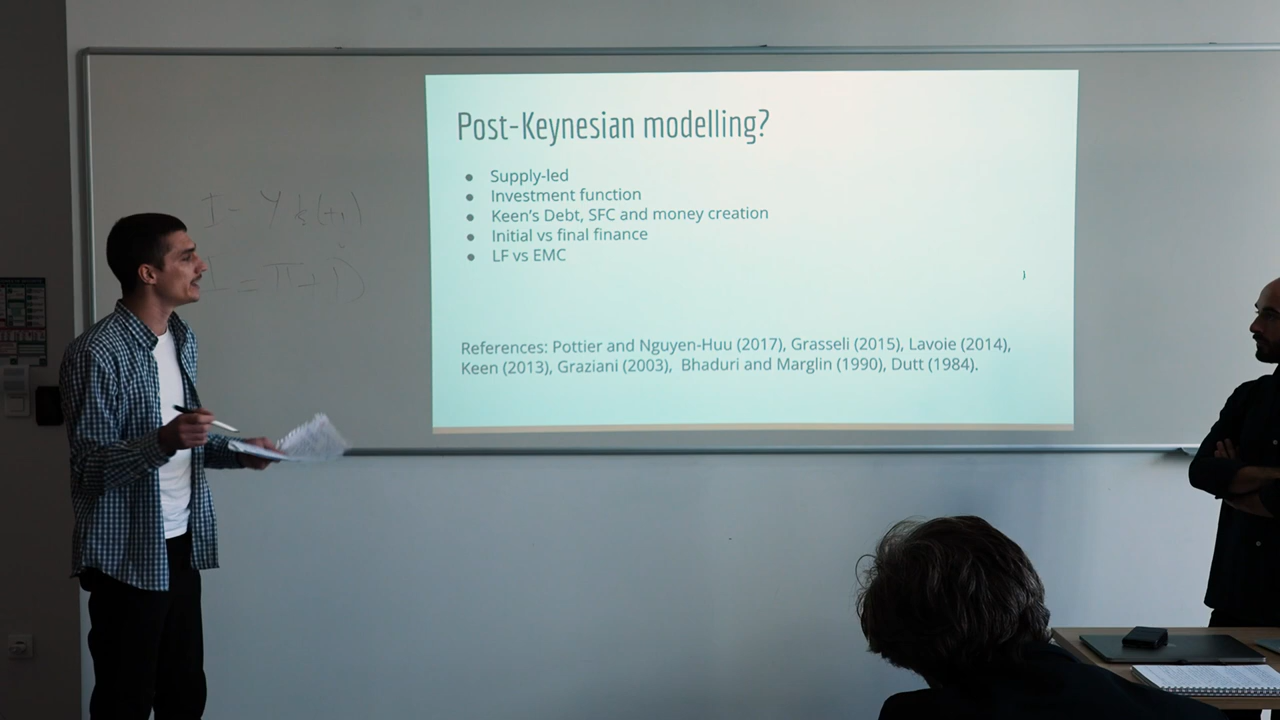 Post-Keynesian modelling?
Supply-led
Investment function
Keen's Debt, SFC and money creation
Initial vs final finance
LF vs EMC
References: Pottier and Nguyen-Huu (2017), Grasseli (2015), Lavoie (2014),
Keen (2013), Graziani (2003), Bhaduri and Marglin (1990), Dutt (1984).